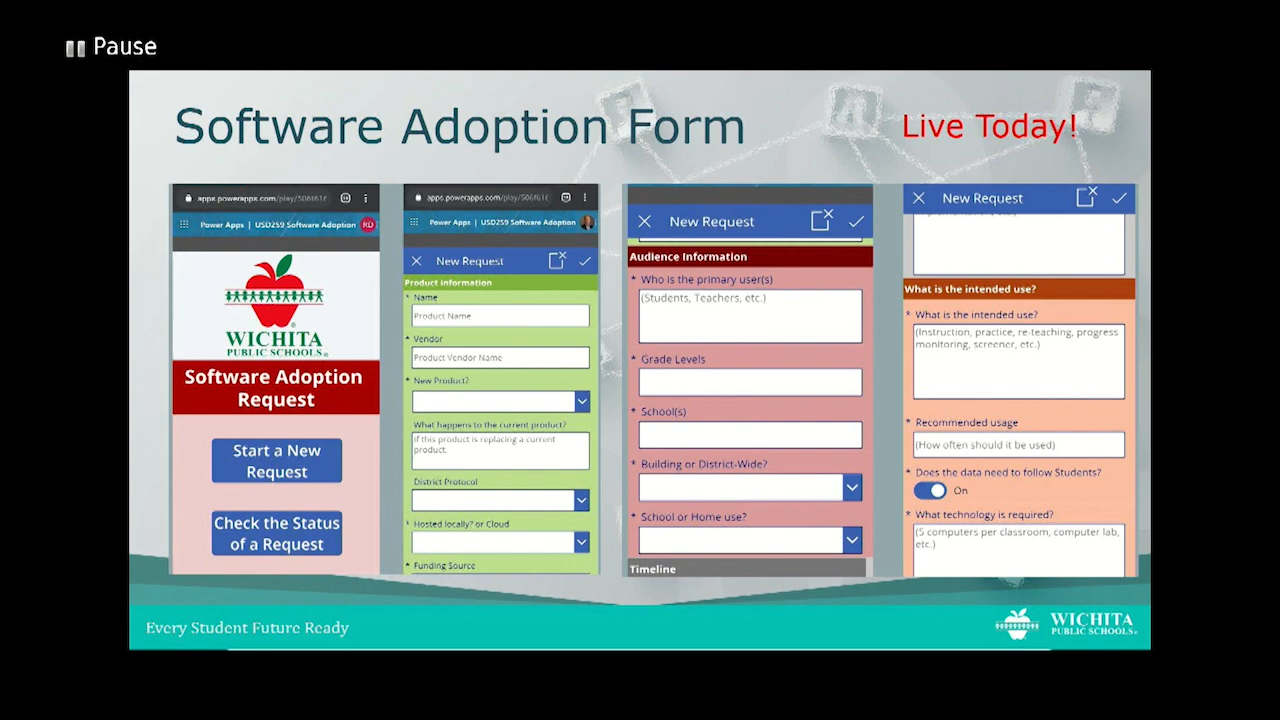 Pause
Software Adoption Form
Live Today!
apps.powerapps.com/play/506f616
Power Apps | USD259 Software Adoption RD
WICHITA
PUBLIC SCHOOLS®
Software Adoption
Request
Start a New
Request
Check the Status
of a Request
apps.powerapps.com/play/506f616
Power Apps | USD259 Software Adoption
New Request
Product Information
* Name
Product Name
* Vendor
Product Vendor Name
* New Product?
What happens to the current product?
If this product is replacing a current
product.
District Protocol
* Hosted locally? or Cloud
* Funding Source
New Request
Audience Information
* Who is the primary user(s)
(Students, Teachers, etc.)
* Grade Levels
* School(s)
* Building or District-Wide?
* School or Home use?
Timeline
New Request
What is the intended use?
* What is the intended use?
(Instruction, practice, re-teaching, progress
monitoring, screener, etc.)
* Recommended usage
(How often should it be used)
* Does the data need to follow Students?
On
* What technology is required?
(5 computers per classroom, computer lab,
etc.)
Every Student Future Ready
WICHITA
PUBLIC SCHOOLS®